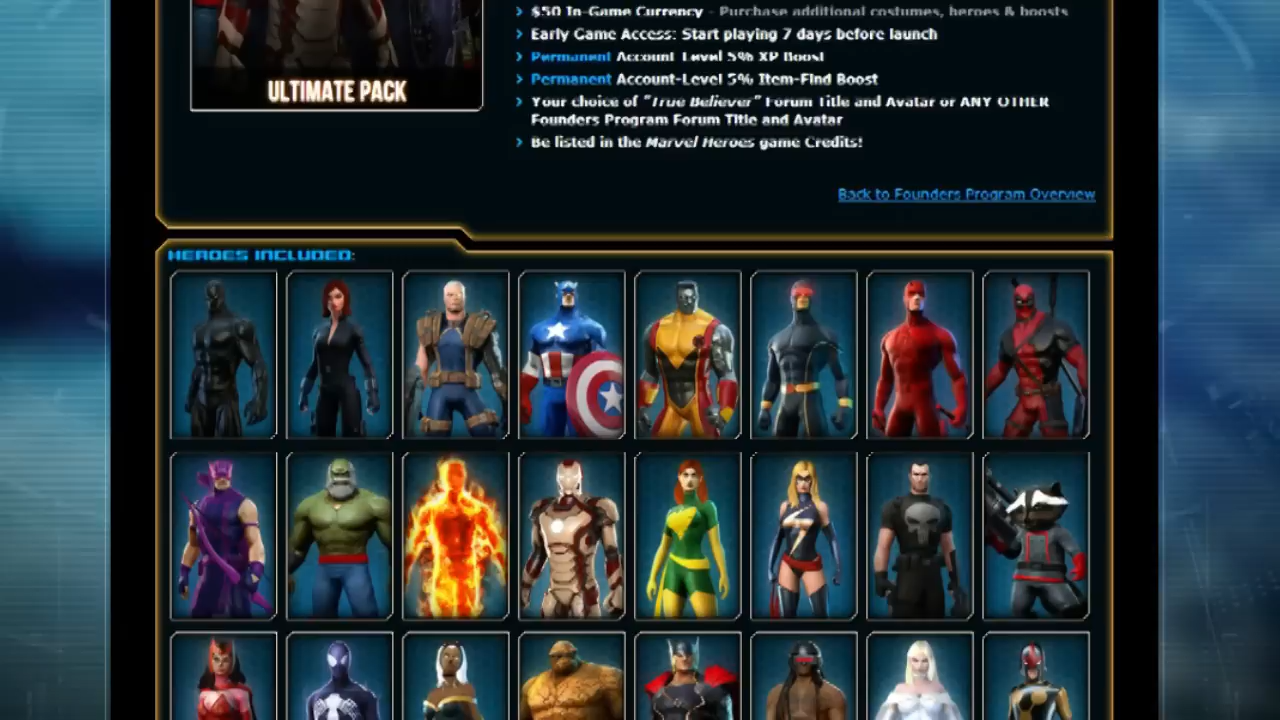 $50 In-Game Currency - Purchase additional costumes, heroes & boosts
Early Game Access: Start playing 7 days before launch
Permanent Account-Level 5% XP Boost
Permanent Account-Level 5% Item-Find Boost
ULTIMATE PACK
Your choice of "True Believer" Forum Title and Avatar or ANY OTHER
Founders Program Forum Title and Avatar
Be listed in the Marvel Heroes game Credits!
Back to Founders Program Overview
HEROES INCLUDED: